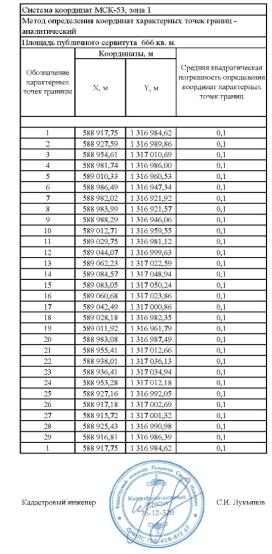 Система координат МСК-53, зона 1
Метод определения координат характерных точек границ -
аналитический
Площадь публичного сервитута 666 кв. м.
Обозначение характерных точек границы
Координаты, м
X, м Y, м
Средняя квадратическая погрешность определения координат характерных точек границ
1 588 917,75 1 316 984,62 0,1
2 588 927,59 1 316 989,86 0,1
3 588 954,61 1 317 010,69 0,1
4 588 981,74 1 316 986,00 0,1
5 589 010,33 1 316 960,53 0,1
6 588 986,49 1 316 947,34 0,1
7 588 982,02 1 316 921,92 0,1
8 588 983,99 1 316 921,57 0,1
9 588 988,29 1 316 946,06 0,1
10 589 012,71 1 316 959,55 0,1
11 589 029,75 1 316 981,12 0,1
12 589 044,07 1 316 999,63 0,1
13 589 062,23 1 317 022,59 0,1
14 589 084,57 1 317 048,94 0,1
15 589 083,05 1 317 050,24 0,1
16 589 060,68 1 317 023,86 0,1
17 589 042,49 1 317 000,86 0,1
18 589 028,18 1 316 982,35 0,1
19 589 011,92 1 316 961,79 0,1
20 588 983,08 1 316 987,49 0,1
21 588 955,41 1 317 012,66 0,1
22 588 938,01 1 317 036,13 0,1
23 588 936,41 1 317 034,94 0,1
24 588 953,28 1 317 012,18 0,1
25 588 927,16 1 316 992,05 0,1
26 588 917,18 1 317 002,69 0,1
27 588 915,72 1 317 001,32 0,1
28 588 925,43 1 316 990,98 0,1
29 588 916,81 1 316 986,39 0,1
1 588 917,75 1 316 984,62 0,1
Кадастровый инженер С.И. Лукьянов